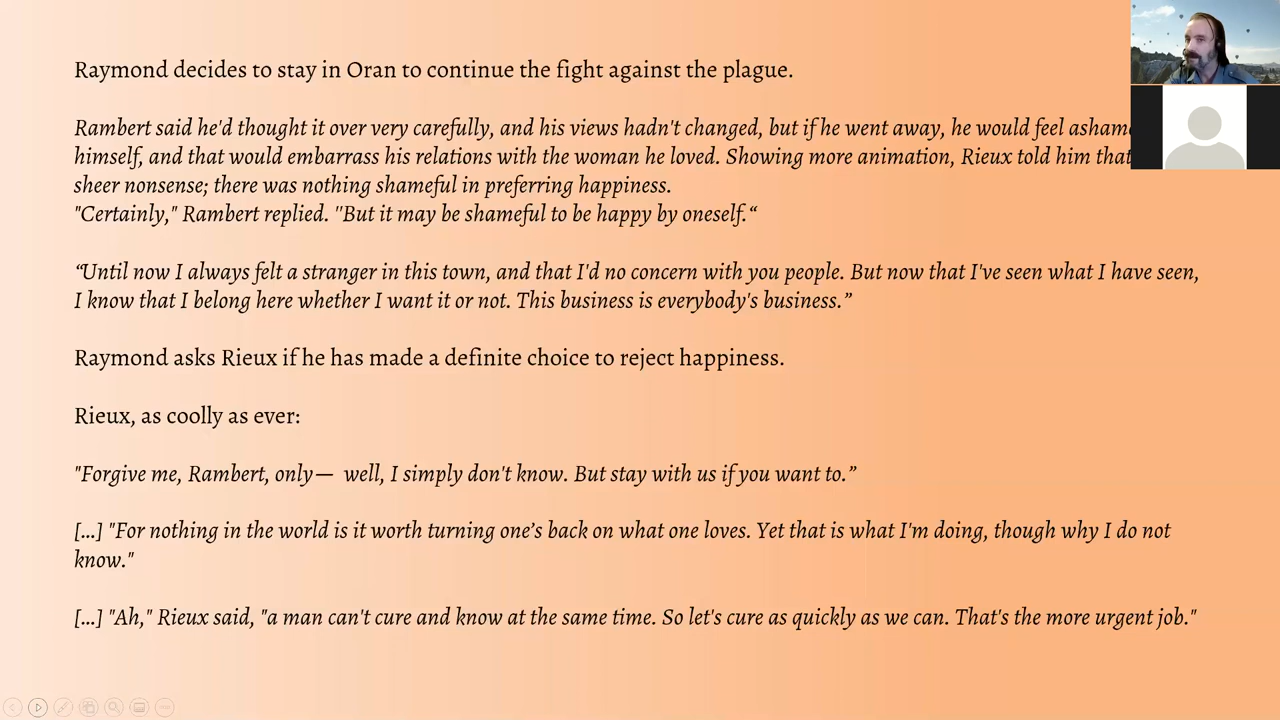 Raymond decides to stay in Oran to continue the fight against the plague.
Rambert said he'd thought it over very carefully, and his views hadn't changed, but if he went away, he would feel
himself, and that would embarrass his relations with the woman he loved. Showing more animation, Rieux told him that
sheer nonsense; there was nothing shameful in preferring happiness.
"Certainly," Rambert replied. "But it may be shameful to be happy by oneself.“
“Until now I always felt a stranger in this town, and that I'd no concern with you people. But now that I've seen what I have seen,
I know that I belong here whether I want it or not. This business is everybody's business.”
Raymond asks Rieux if he has made a definite choice to reject happiness.
Rieux, as coolly as ever:
"Forgive me, Rambert, only— well, I simply don't know. But stay with us if you want to.”
[...] "For nothing in the world is it worth turning one’s back on what one loves. Yet that is what I'm doing, though why I do not
know."
[...] "Ah," Rieux said, "a man can't cure and know at the same time. So let's cure as quickly as we can. That's the more urgent job."